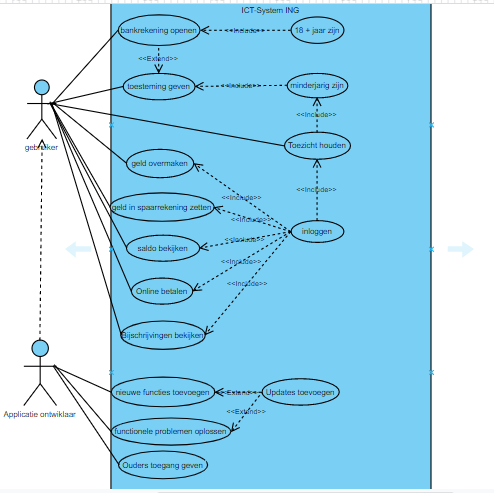 ICT-System ING
bankrekening openen
<<Include>>
18 + jaar zijn
<<Extend>>
toesteming geven
<<Include>>
minderjarig zijn
<<Include>>
gebruiker
Toezicht houden
geld overmaken
<<Include>>
<<Include>>
geld in spaarrekening zetten
<<Include>>
inloggen
saldo bekijken
<<Include>>
<<Include>>
Online betalen
<<Include>>
Bijschrijvingen bekijken
nieuwe functies toevoegen
<<Extend>>
Updates toevoegen
<<Extend>>
Applicatie ontwiklaar
functionele problemen oplossen
Ouders toegang geven